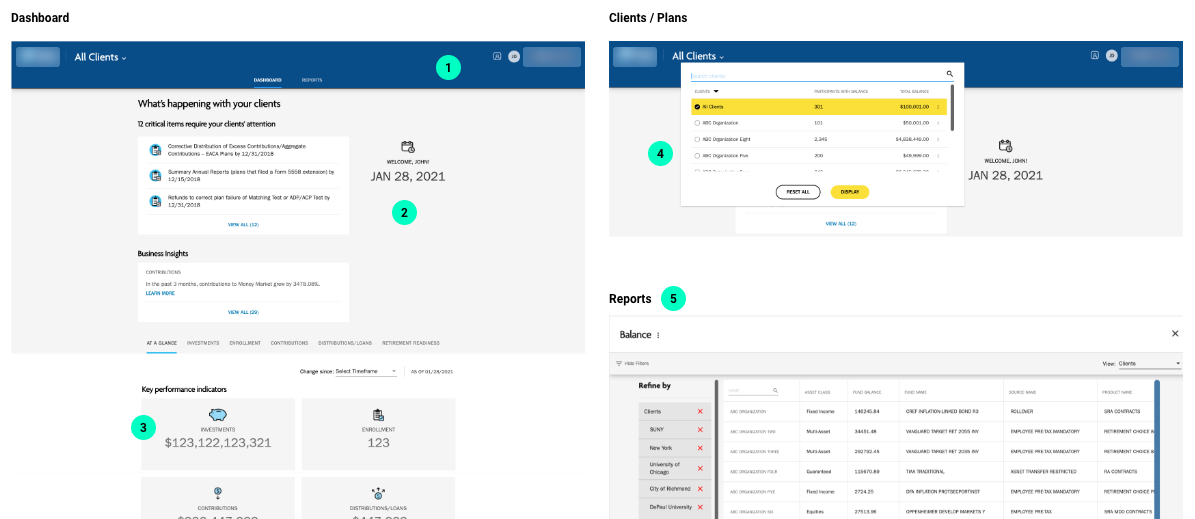 Dashboard
All Clients
JD
1
DASHBOARD
REPORTS
What's happening with your clients
12 critical items require your clients' attention
Corrective Distribution of Excess Contributions/Aggregate
Contributions – EACA Plans by 12/31/2018
Summary Annual Reports (plans that filed a form 5558 extension) by
12/15/2018
Refunds to correct plan failure of Matching Test or ADP/ACP Test by
12/31/2018
VIEW ALL (12)
WELCOME, JOHN!
JAN 28, 2021
2
Business Insights
CONTRIBUTIONS
In the past 3 months, contributions to Money Market grew by 3475.08%.
LEARN MORE
VIEW ALL (29)
AT A GLANCE INVESTMENTS ENROLLMENT CONTRIBUTIONS DISTRIBUTIONS/LOANS RETIREMENT READINESS
Change since: Select Timeframe AS OF 01/28/2021
Key performance indicators
3
INVESTMENTS
$123,122,123,321
ENROLLMENT
123
CONTRIBUTIONS
DISTRIBUTIONS/LOANS
Clients / Plans
All Clients
JD
Search clients
CLIENTS PARTICIPANTS WITH BALANCE TOTAL BALANCE
All Clients 301 $100,001.00
ABC Organization 101 $50,001.00
ABC Organization Eight 2,345 $4,838,449.00
ABC Organization Five 200 $49,999.00
RESET ALL DISPLAY
4
VIEW ALL (12)
WELCOME, JOHN!
JAN 28, 2021
Reports 5
Balance
Hide Filters
View: Clients
Refine by
Clients
SUNY
New York
University of
Chicago
City of Richmond
DePaul University
ASSET CLASS FUND BALANCE FUND NAME SOURCE NAME PRODUCT NAME
ABC ORGANIZATION Fixed Income 146245.84 CREF INFLATION-LINKED BOND R3 ROLLOVER SRA CONTRACTS
ABC ORGANIZATION TWO Multi-Asset 34451.48 VANGUARD TARGET RET 2055 INV EMPLOYEE PRE-TAX MANDATORY RETIREMENT CHOICE
ABC ORGANIZATION THREE Multi-Asset 292792.45 VANGUARD TARGET RET 2035 INV EMPLOYEE PRE-TAX MANDATORY RETIREMENT CHOICE
ABC ORGANIZATION FOUR Guaranteed 115670.89 TIAA TRADITIONAL ASSET TRANSFER RESTRICTED RA CONTRACTS
ABC ORGANIZATION FIVE Fixed Income 2724.25 DFA INFLATION PROTSECPORTINST EMPLOYEE PRE-TAX MANDATORY RETIREMENT CHOICE
ABC ORGANIZATION SIX Equities 27513.96 OPPENHEIMER DEVELOP MARKETS Y EMPLOYEE PRE-TAX SRA MOD CONTRACTS